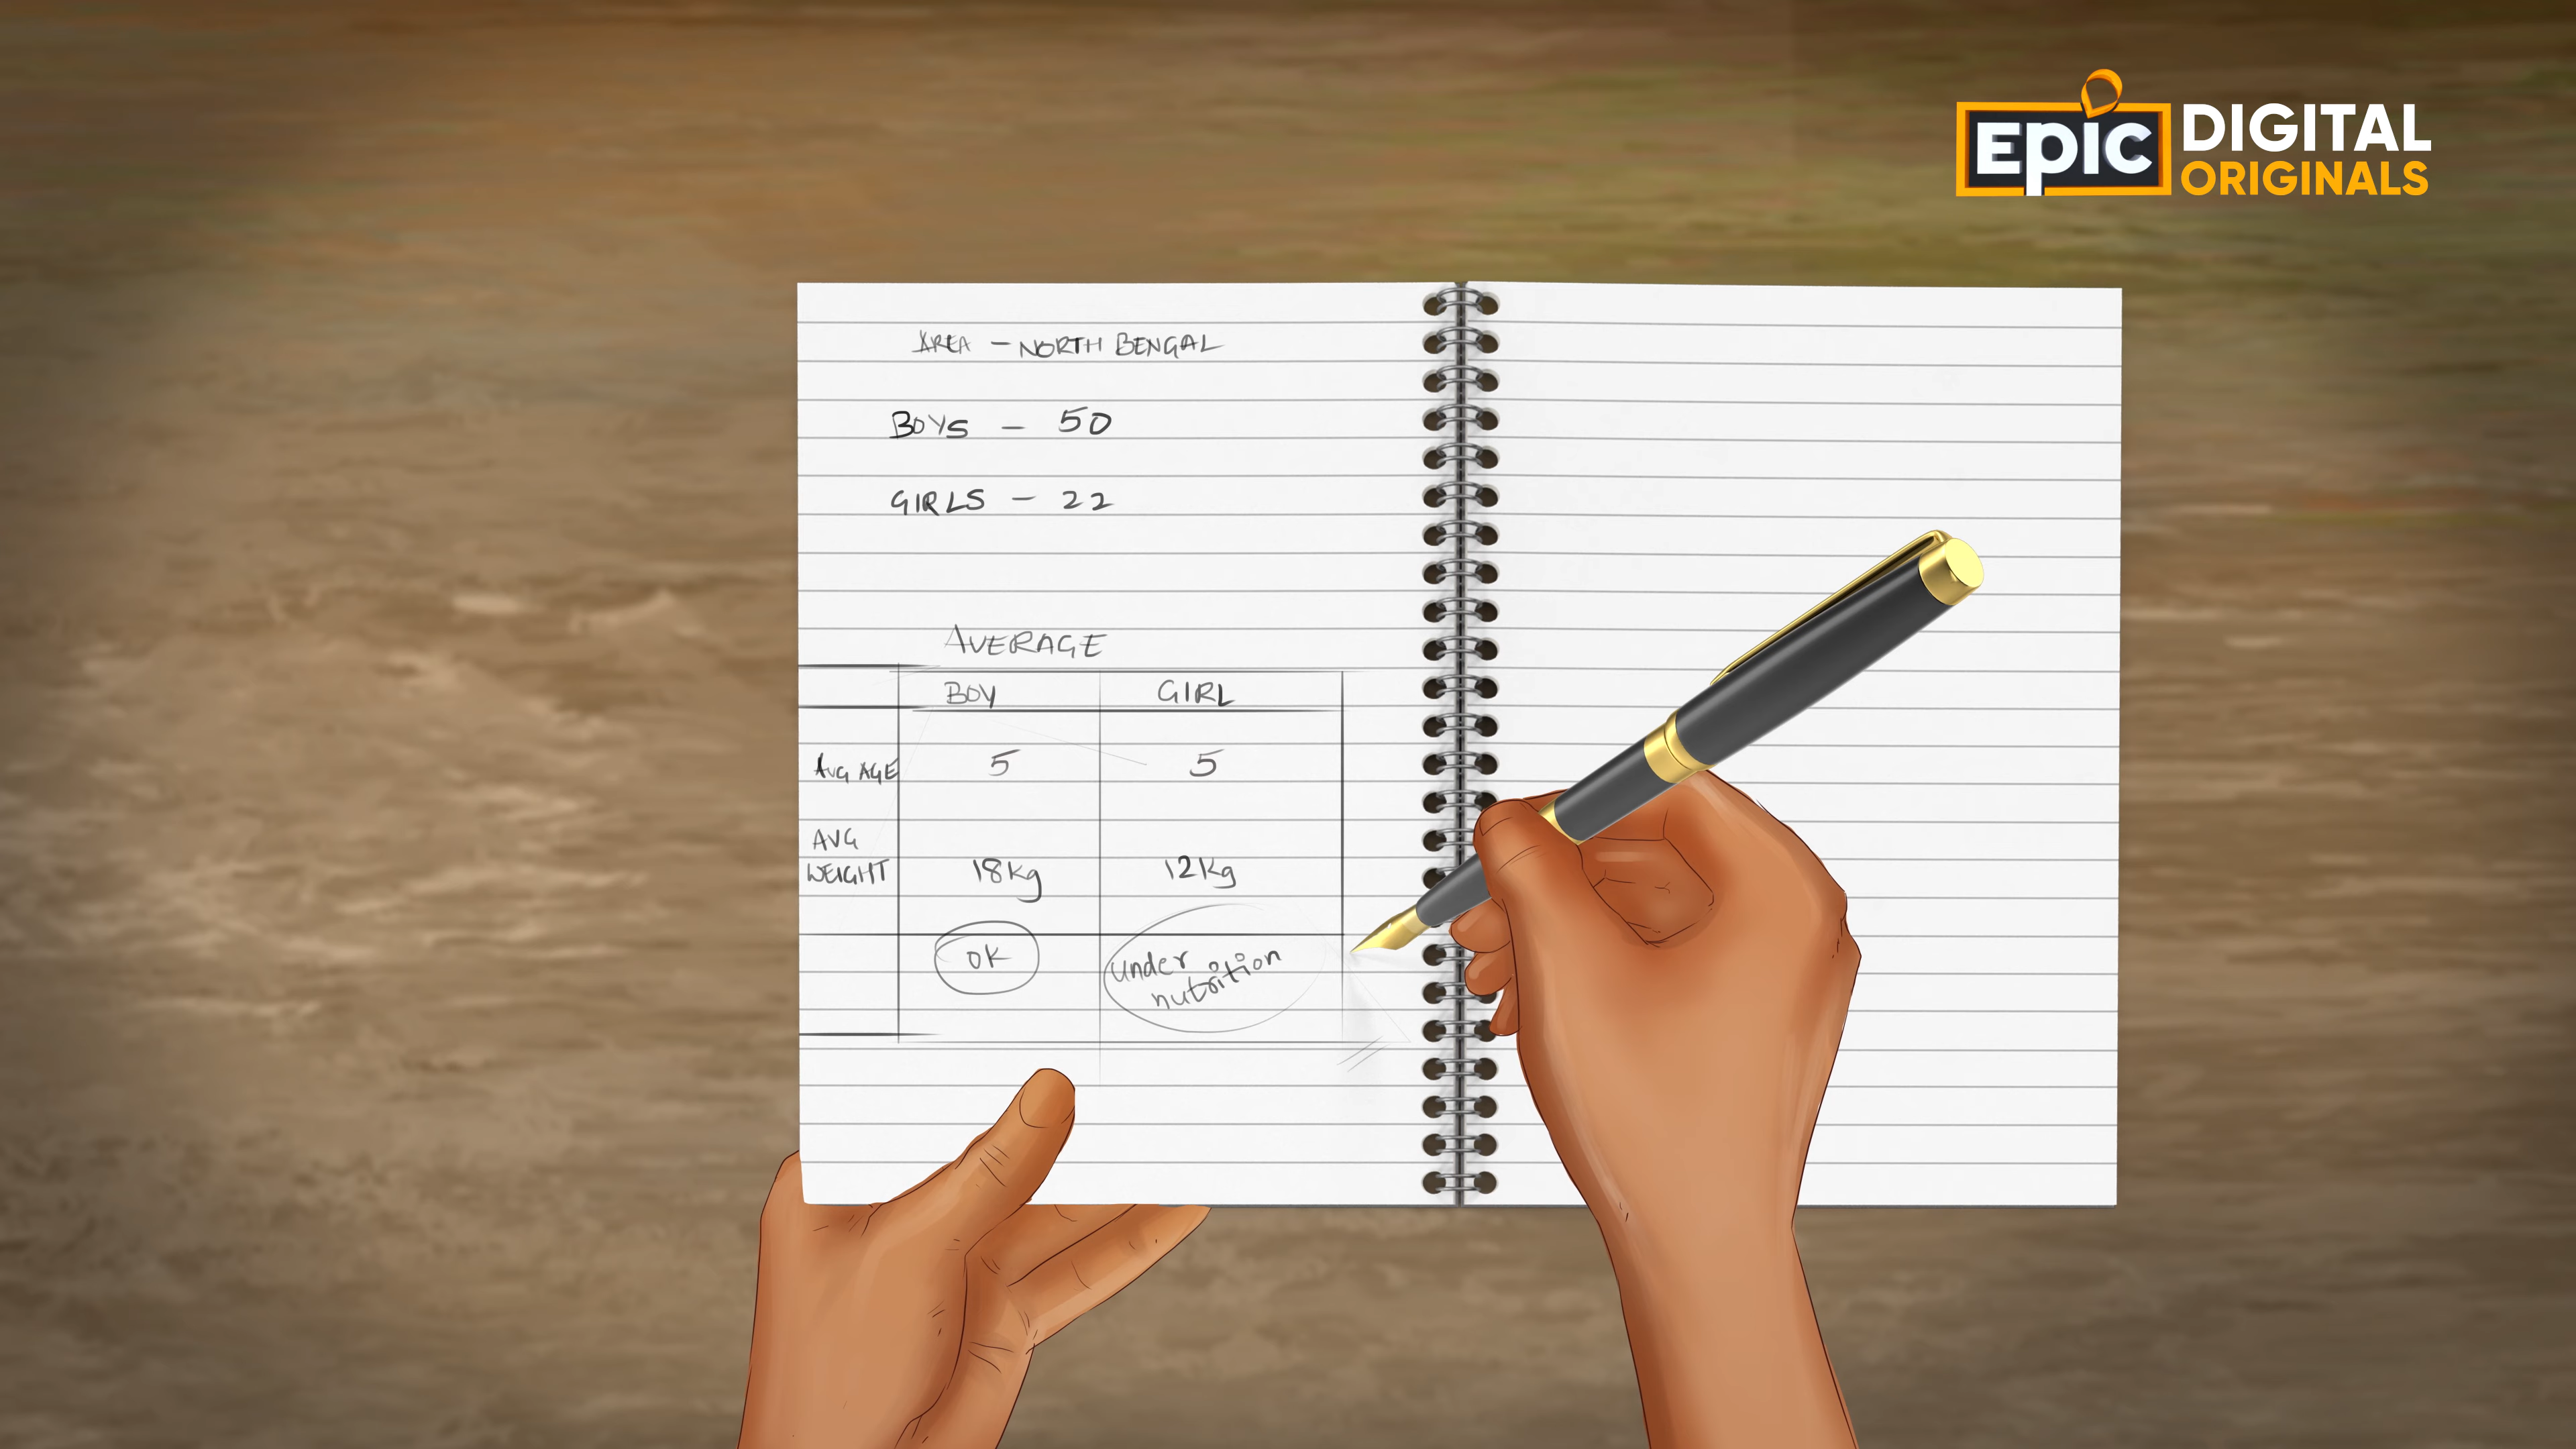 EPIC DIGITAL
ORIGINALS
AREA – NORTH BENGAL
BOYS – 50
GIRLS – 22
AVERAGE
BOY GIRL
AVG AGE 5 5
AVG
WEIGHT 18Kg 12Kg
OK under
nutrition